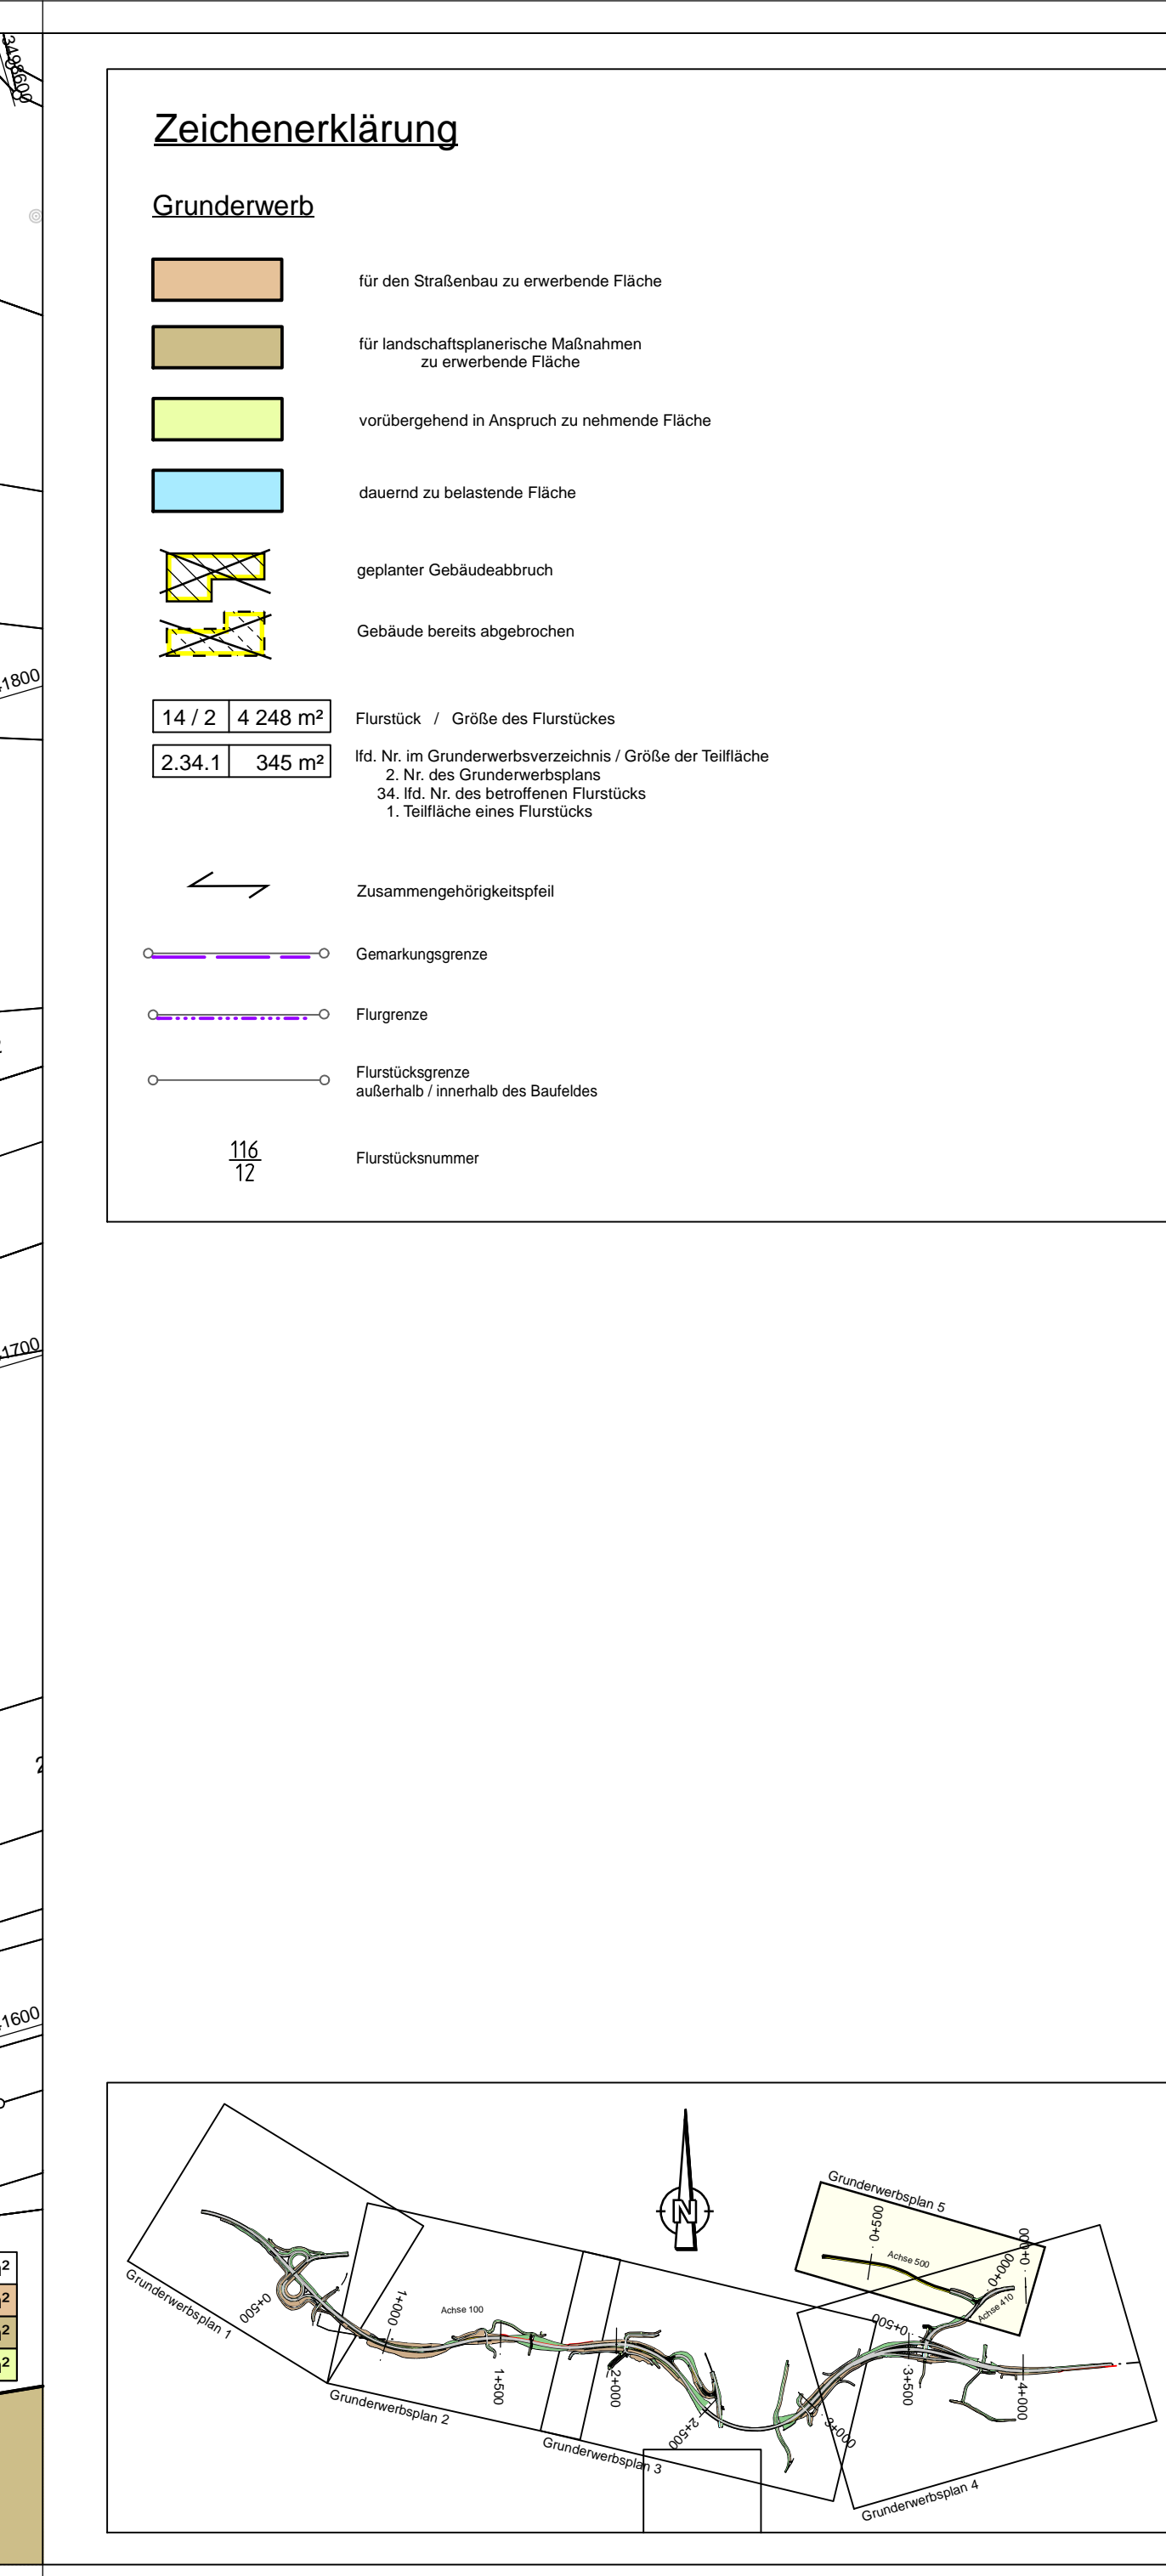 3498600
Zeichenerklärung
Grunderwerb
für den Straßenbau zu erwerbende Fläche
für landschaftsplanerische Maßnahmen
zu erwerbende Fläche
vorübergehend in Anspruch zu nehmende Fläche
dauernd zu belastende Fläche
geplanter Gebäudeabbruch
Gebäude bereits abgebrochen
1800
14 / 2 4 248 m² Flurstück / Größe des Flurstückes
2.34.1 345 m² lfd. Nr. im Grunderwerbsverzeichnis / Größe der Teilfläche
2. Nr. des Grunderwerbsplans
34. lfd. Nr. des betroffenen Flurstücks
1. Teilfläche eines Flurstücks
Zusammengehörigkeitspfeil
Gemarkungsgrenze
Flurgrenze
Flurstücksgrenze
außerhalb / innerhalb des Baufeldes
116
12
Flurstücksnummer
1700
1600
N
Grunderwerbsplan 5
0+500
Achse 500
0+000
0+000
Achse 410
0+500
Grunderwerbsplan 1
0+500
1+000
Achse 100
1+500
2+000
2+500
3+000
3+500
4+000
Grunderwerbsplan 2
Grunderwerbsplan 3
Grunderwerbsplan 4